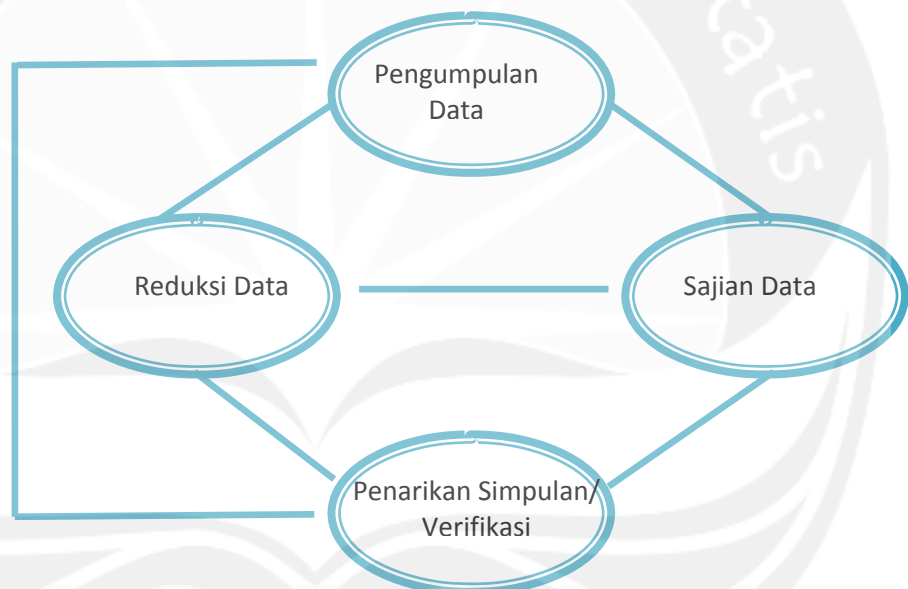 Pengumpulan
Data
Reduksi Data
Sajian Data
Penarikan Simpulan/
Verifikasi